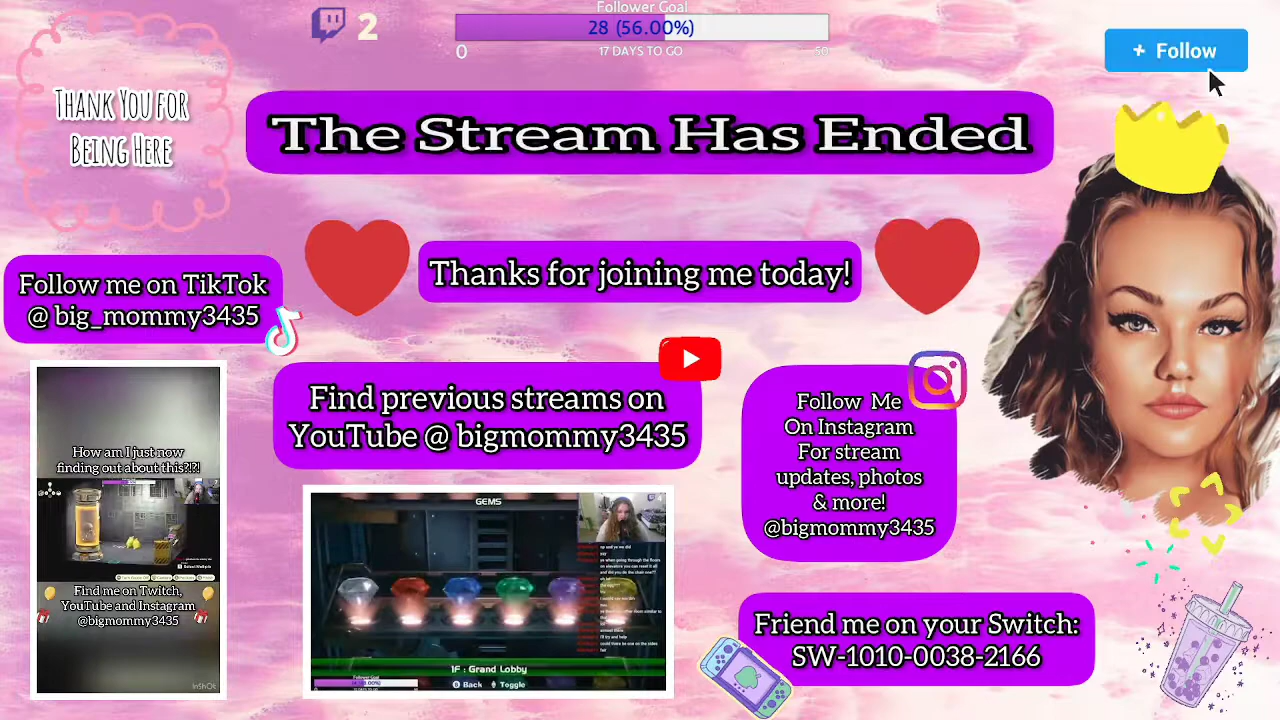 Follower Goal
2
28 (56.00%)
0
17 DAYS TO GO
50
+ Follow
THANK YOU FOR
BEING HERE
The Stream Has Ended
Thanks for joining me today!
Follow me on TikTok
@ big_mommy3435
Find previous streams on
YouTube @ bigmommy3435
Follow Me
On Instagram
For stream
updates, photos
& more!
@bigmommy3435
How am I just now
finding out about this?!?!
Find me on Twitch,
YouTube and Instagram
InShOt
GEMS
1F : Grand Lobby
Back
Toggle
Friend me on your Switch:
SW-1010-0038-2166